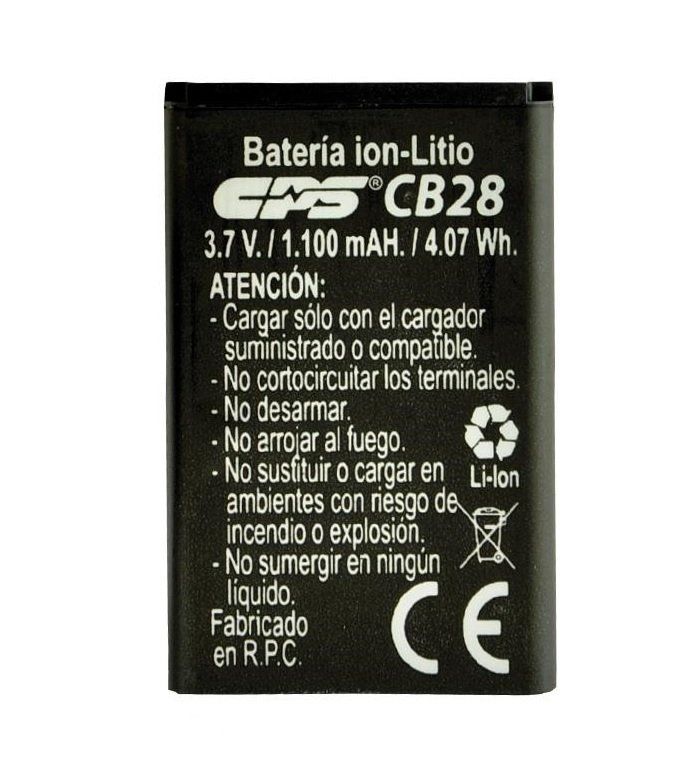 Batería ion-Litio
CPS® CB28
3.7 V. / 1.100 mAH. / 4.07 Wh.
ATENCIÓN:
- Cargar sólo con el cargador
suministrado o compatible.
- No cortocircuitar los terminales.
- No desarmar.
- No arrojar al fuego.
- No sustituir o cargar en
ambientes con riesgo de
incendio o explosión.
- No sumergir en ningún
líquido.
Li-Ion
Fabricado
en R.P.C.
CE